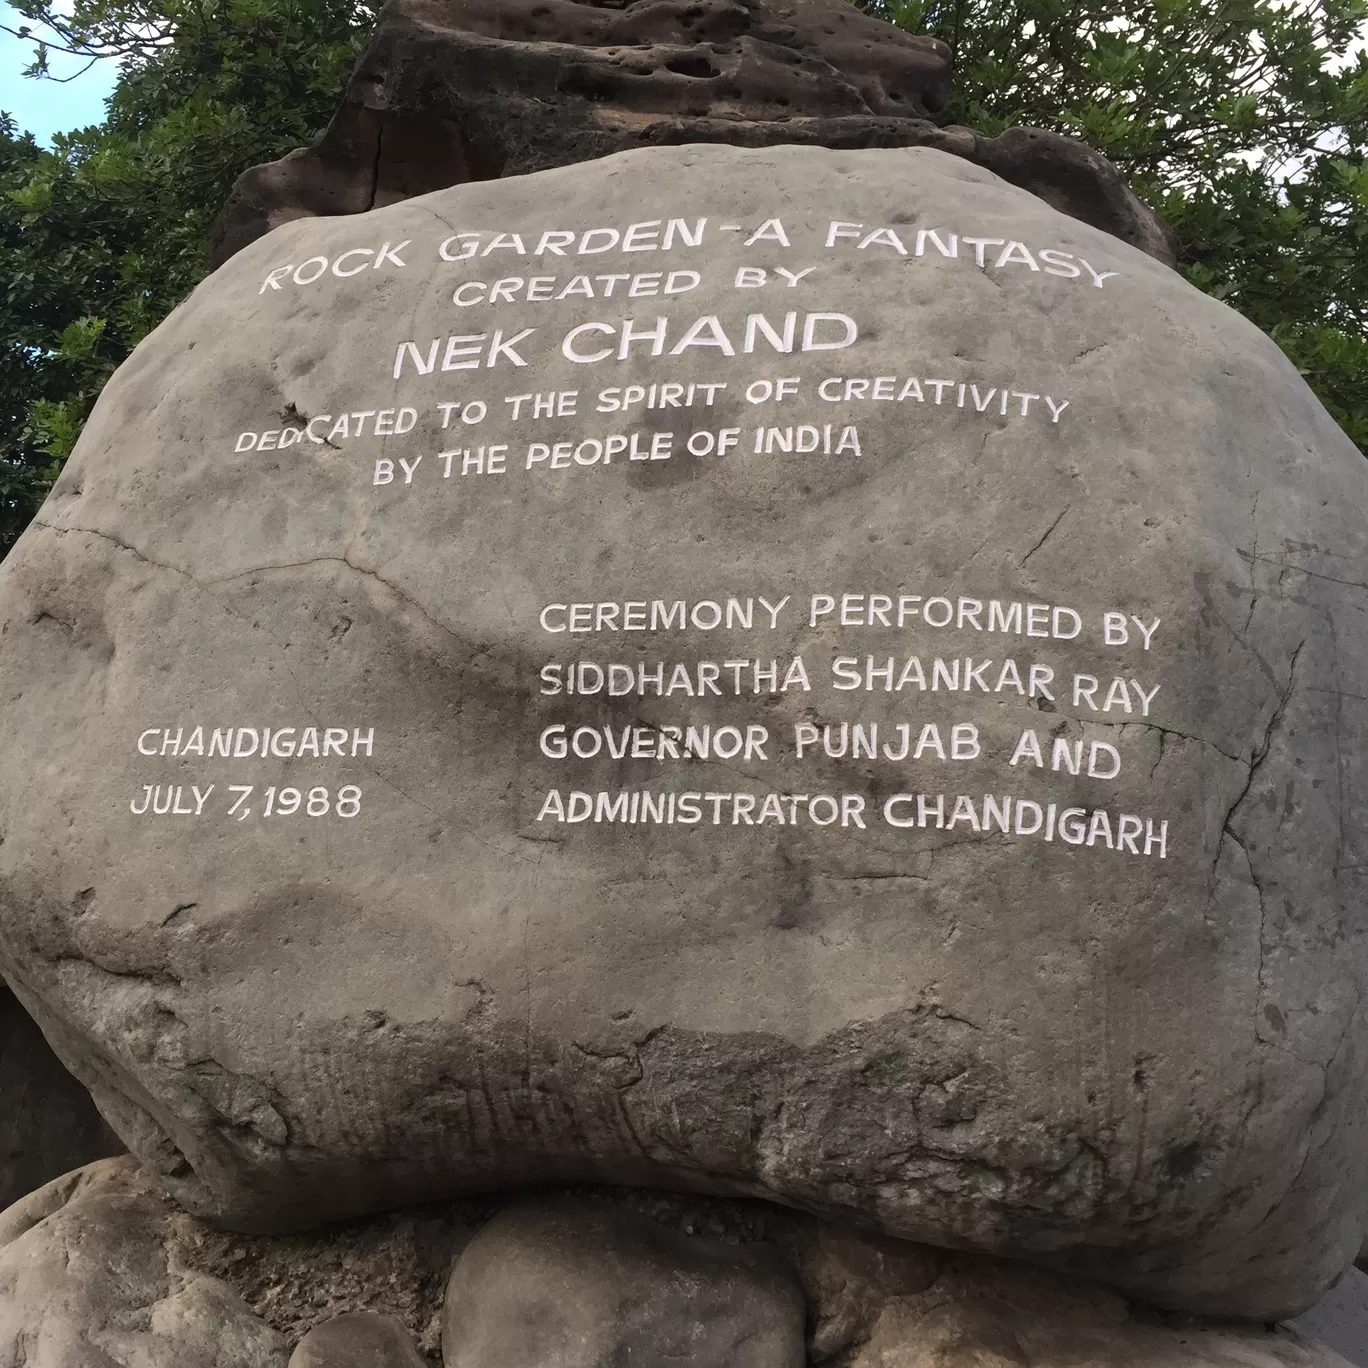 ROCK GARDEN - A FANTASY
CREATED BY
NEK CHAND
DEDICATED TO THE SPIRIT OF CREATIVITY
BY THE PEOPLE OF INDIA
CEREMONY PERFORMED BY
SIDDHARTHA SHANKAR RAY
GOVERNOR PUNJAB AND
ADMINISTRATOR CHANDIGARH
CHANDIGARH
JULY 7, 1988